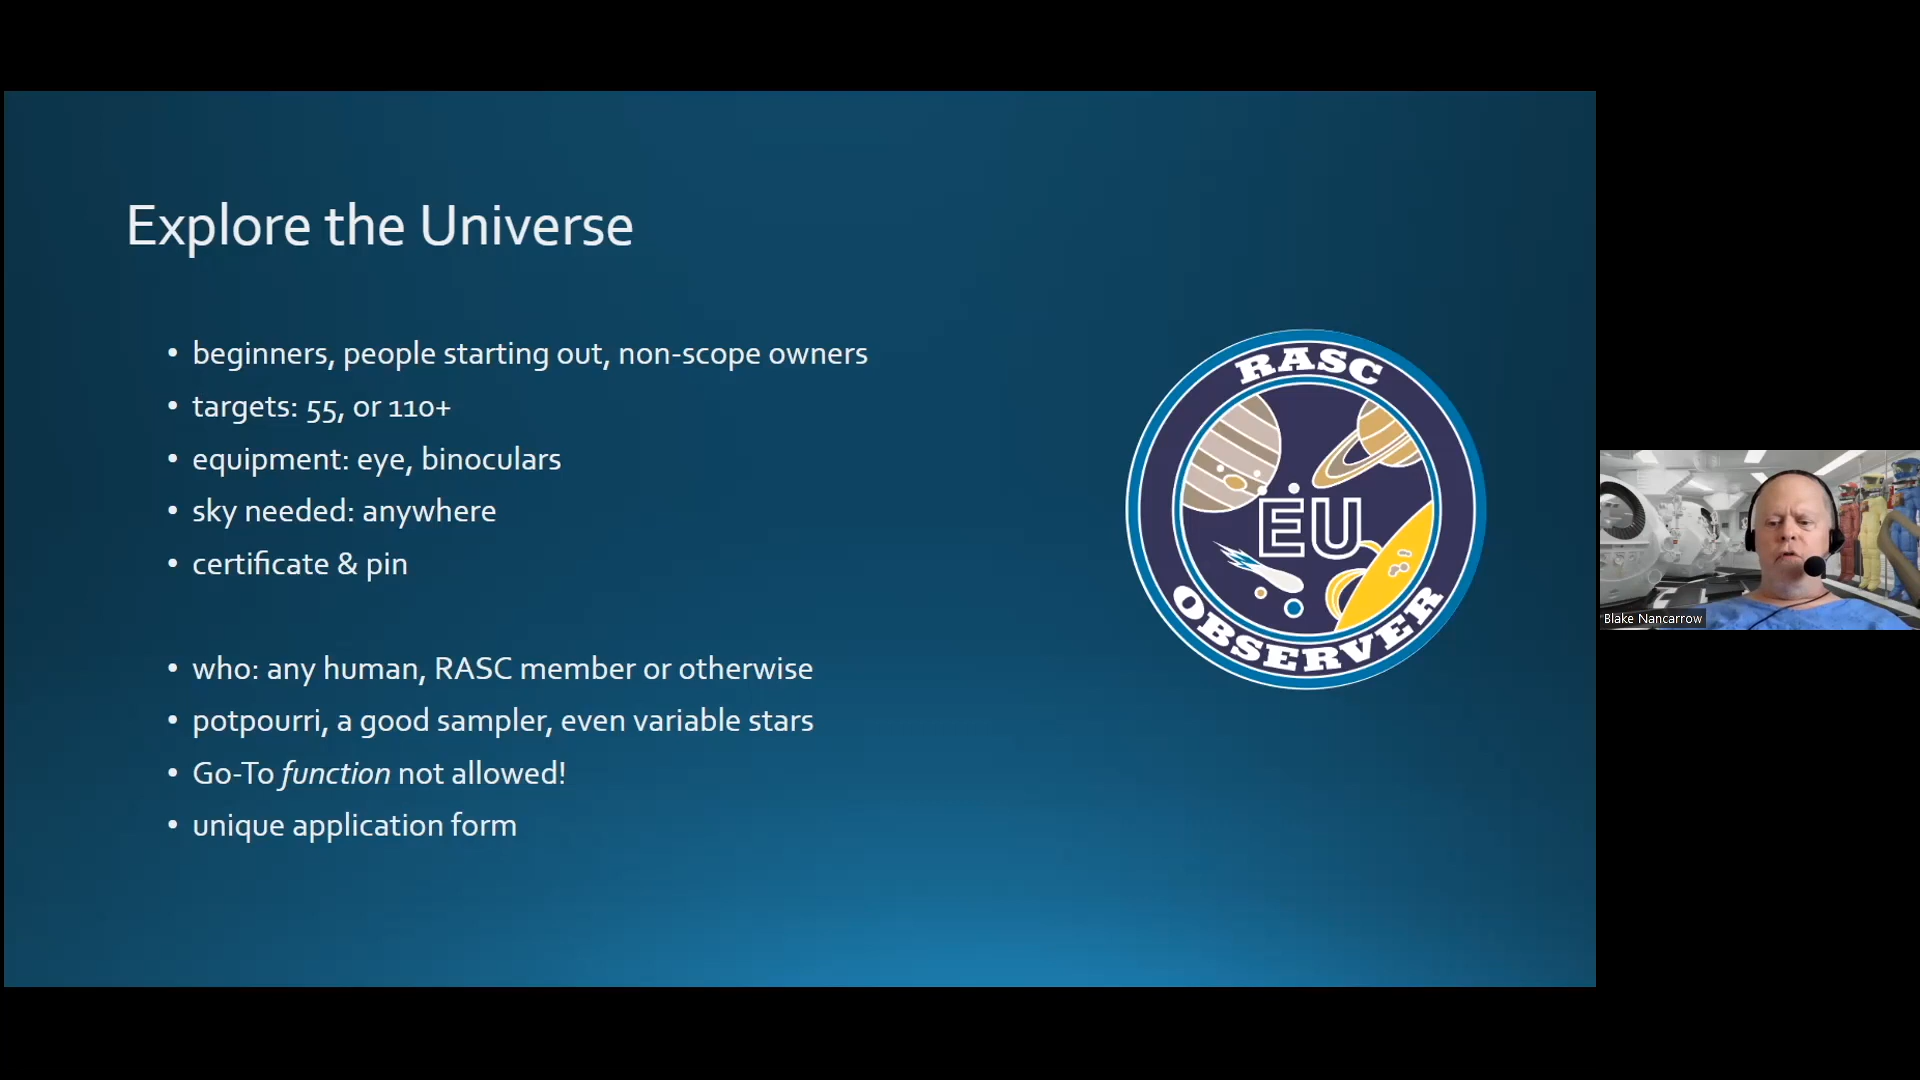 Explore the Universe
• beginners, people starting out, non-scope owners
• targets: 55, or 110+
• equipment: eye, binoculars
• sky needed: anywhere
• certificate & pin
• who: any human, RASC member or otherwise
• potpourri, a good sampler, even variable stars
• Go-To function not allowed!
• unique application form
RASC
EU
OBSERVER
Blake Nancarrow